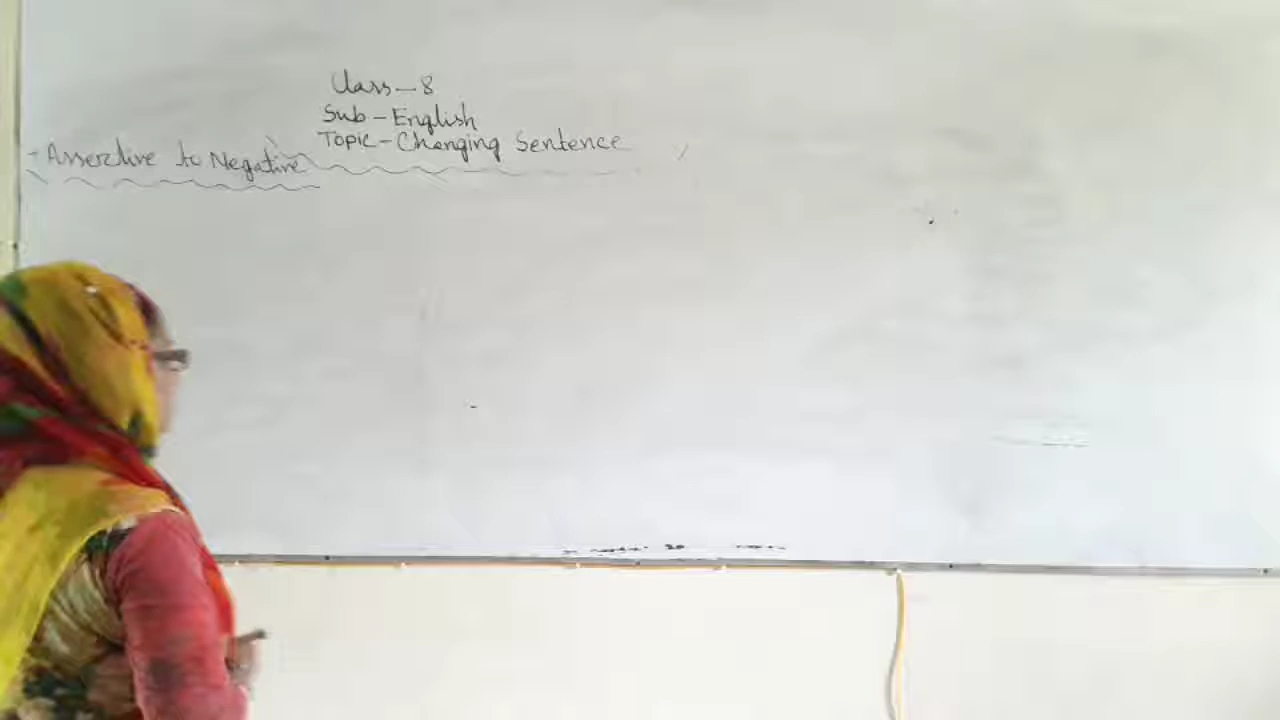 Class - 8
Sub - English
Topic - Changing Sentence
- Assertive to Negative